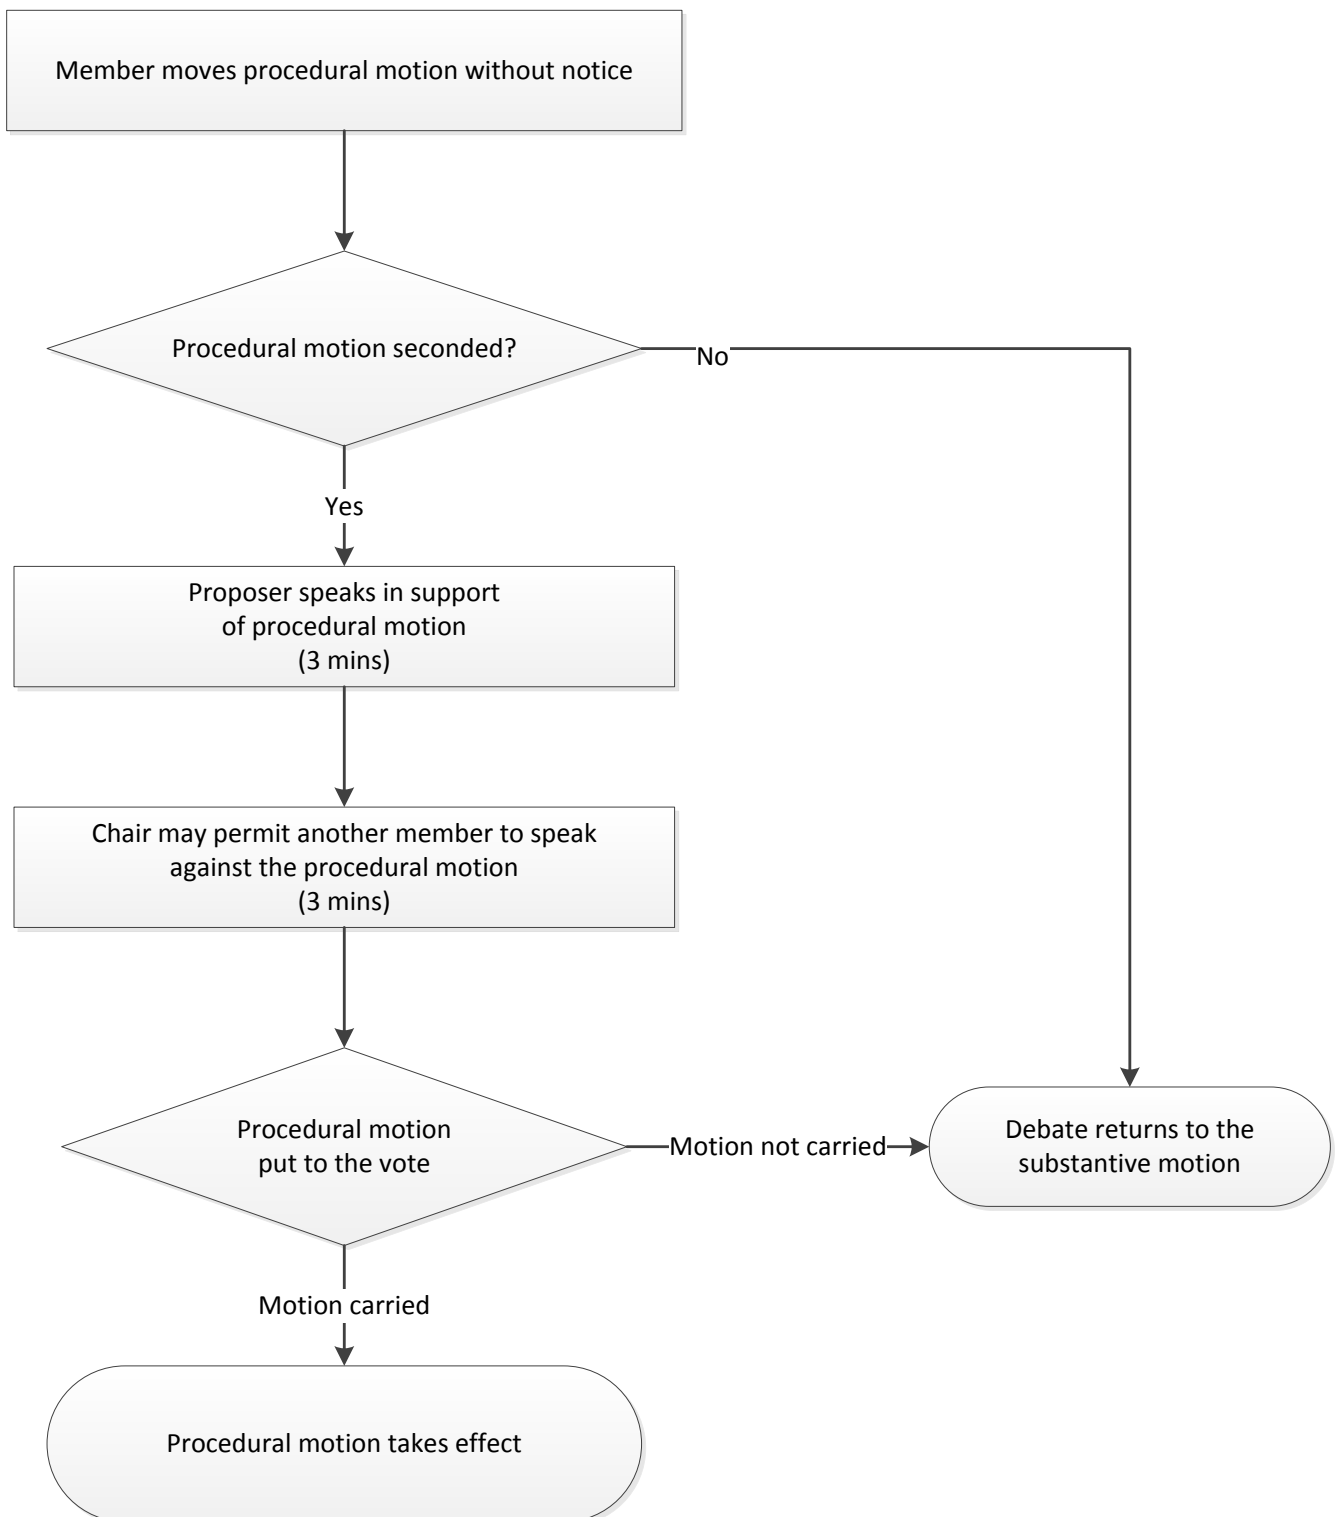 Member moves procedural motion without notice
Procedural motion seconded?
No
Yes
Proposer speaks in support
of procedural motion
(3 mins)
Chair may permit another member to speak
against the procedural motion
(3 mins)
Procedural motion
put to the vote
Motion not carried
Debate returns to the
substantive motion
Motion carried
Procedural motion takes effect